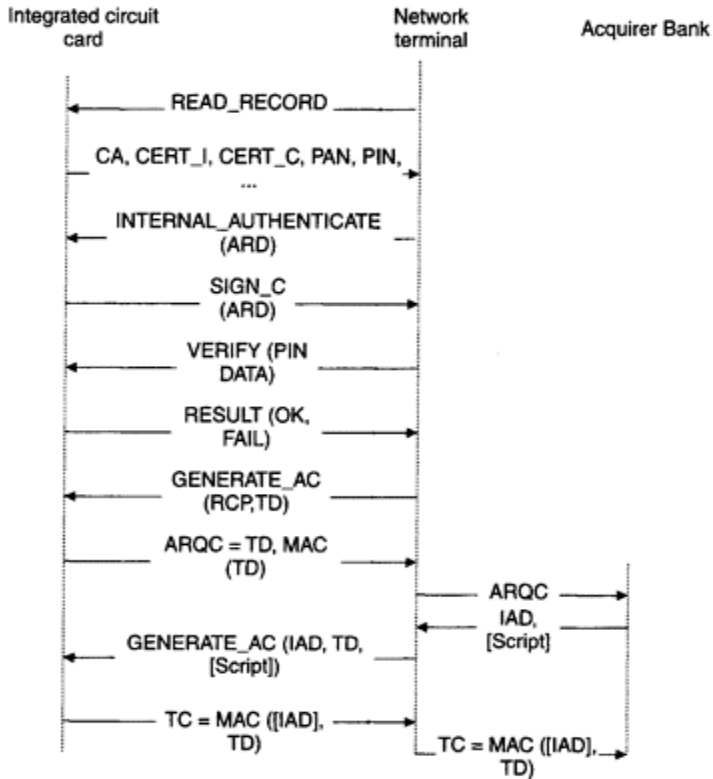 Integrated circuit
card
Network
terminal
Acquirer Bank
READ_RECORD
CA, CERT_I, CERT_C, PAN, PIN,
...
INTERNAL_AUTHENTICATE
(ARD)
SIGN_C
(ARD)
VERIFY (PIN
DATA)
RESULT (OK,
FAIL)
GENERATE_AC
(RCP,TD)
ARQC = TD, MAC
(TD)
ARQC
IAD,
[Script]
GENERATE_AC (IAD, TD,
[Script])
TC = MAC ([IAD],
TD)
TC = MAC ([IAD],
TD)